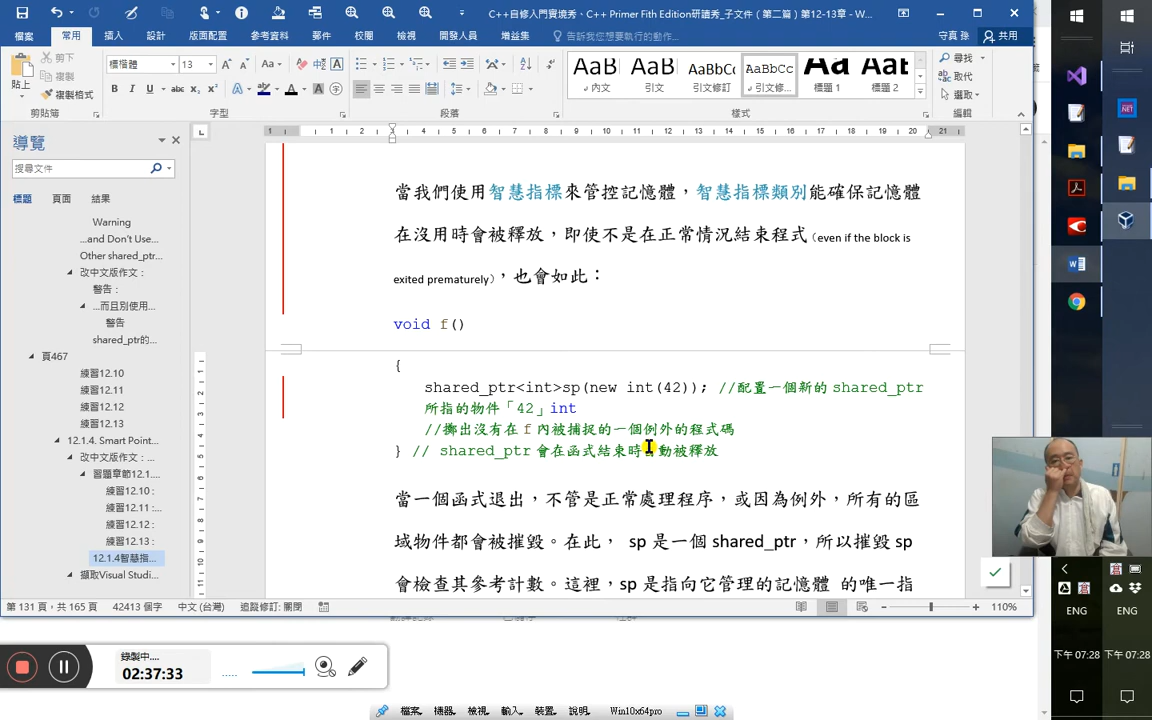 C++自修入門實境秀、C++ Primer Fifth Edition研讀秀_子文件（第二篇）第12-13章 - W...
檔案 常用 插入 設計 版面配置 參考資料 郵件 校閱 檢視 開發人員 增益集 告訴我您想要執行的動作... 守真 孫 共用
貼上 剪下 複製 複製格式
標楷體 13
AaBb AaBb AaBbCc AaBbCc AaB AaB
內文 引文 引文修訂 引文修... 標題 1 標題 2
尋找 取代 選取
剪貼簿 字型 段落 樣式 編輯
導覽
搜尋文件
標題 頁面 結果
Warning
...and Don't Use...
Other shared_ptr...
改中文版作文：
警告：
...而且別使用...
警告
shared_ptr的...
頁467
練習12.10
練習12.11
練習12.12
練習12.13
12.1.4. Smart Point...
改中文版作文：...
習題章節12.1....
練習12.10 :
練習12.11 :...
練習12.12 :
練習12.13 :
12.1.4智慧指...
擷取Visual Studi...
當我們使用智慧指標來管控記憶體，智慧指標類別能確保記憶體
在沒用時會被釋放，即使不是在正常情況結束程式（even if the block is
exited prematurely），也會如此：
void f()
{
shared_ptr<int>sp(new int(42)); //配置一個新的 shared_ptr
所指的物件「42」int
//擲出沒有在 f 內被捕捉的一個例外的程式碼
} // shared_ptr 會在函式結束時自動被釋放
當一個函式退出，不管是正常處理程序，或因為例外，所有的區
域物件都會被摧毀。在此， sp 是一個 shared_ptr，所以摧毀 sp
會檢查其參考計數。這裡，sp 是指向它管理的記憶體 的唯一指
第 131 頁，共 165 頁 42413 個字 中文 (台灣) 追蹤修訂: 關閉 110%
錄製中....
02:37:33
檔案 機器 檢視 輸入 裝置 說明 Win10x64pro
ENG ENG
下午 07:28 下午 07:28